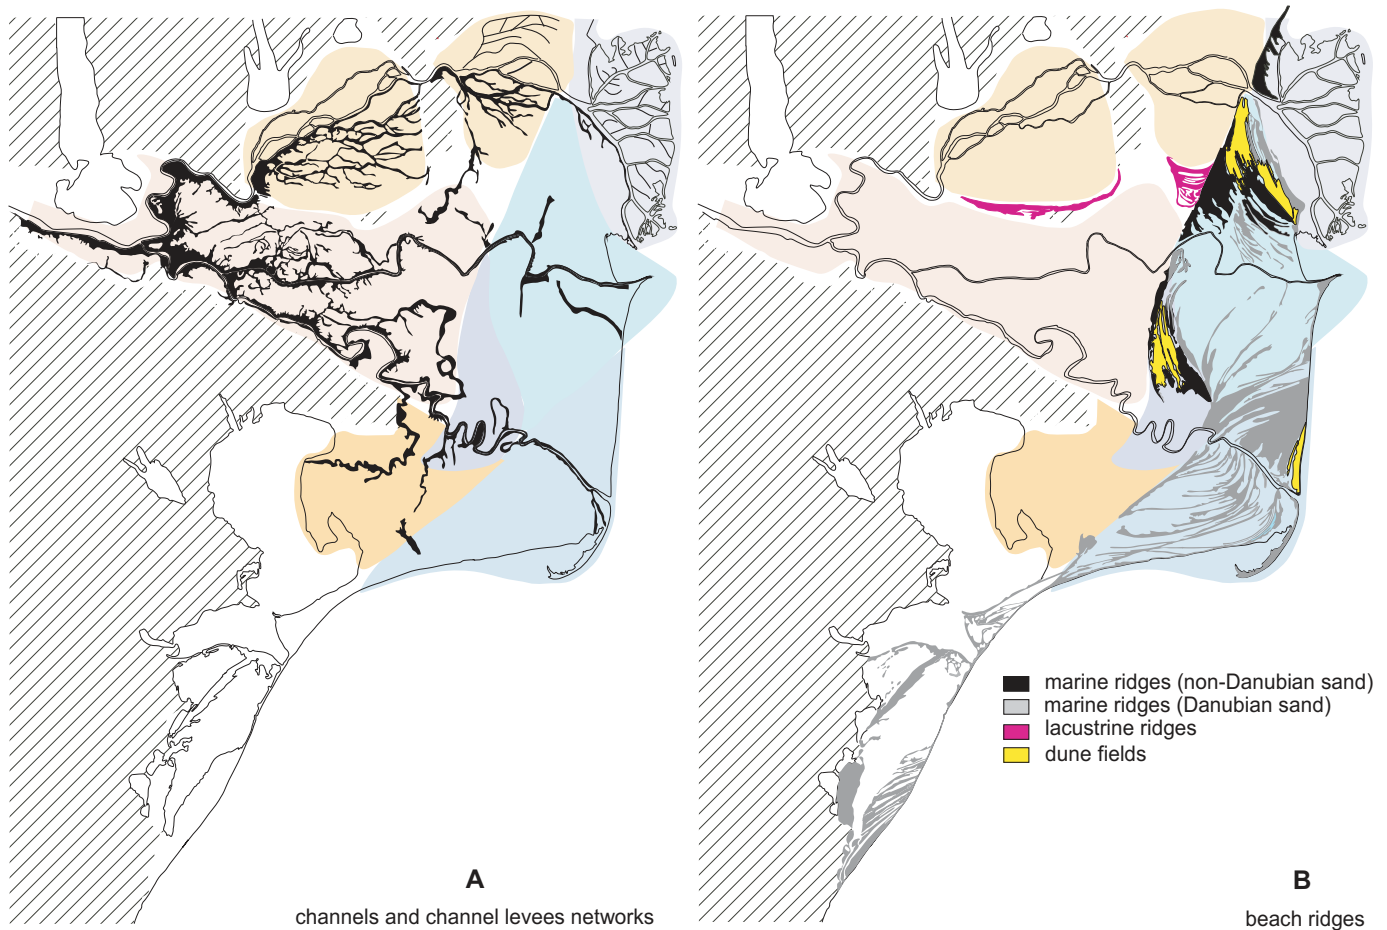 marine ridges (non-Danubian sand)
marine ridges (Danubian sand)
lacustrine ridges
dune fields
A
channels and channel levees networks
B
beach ridges